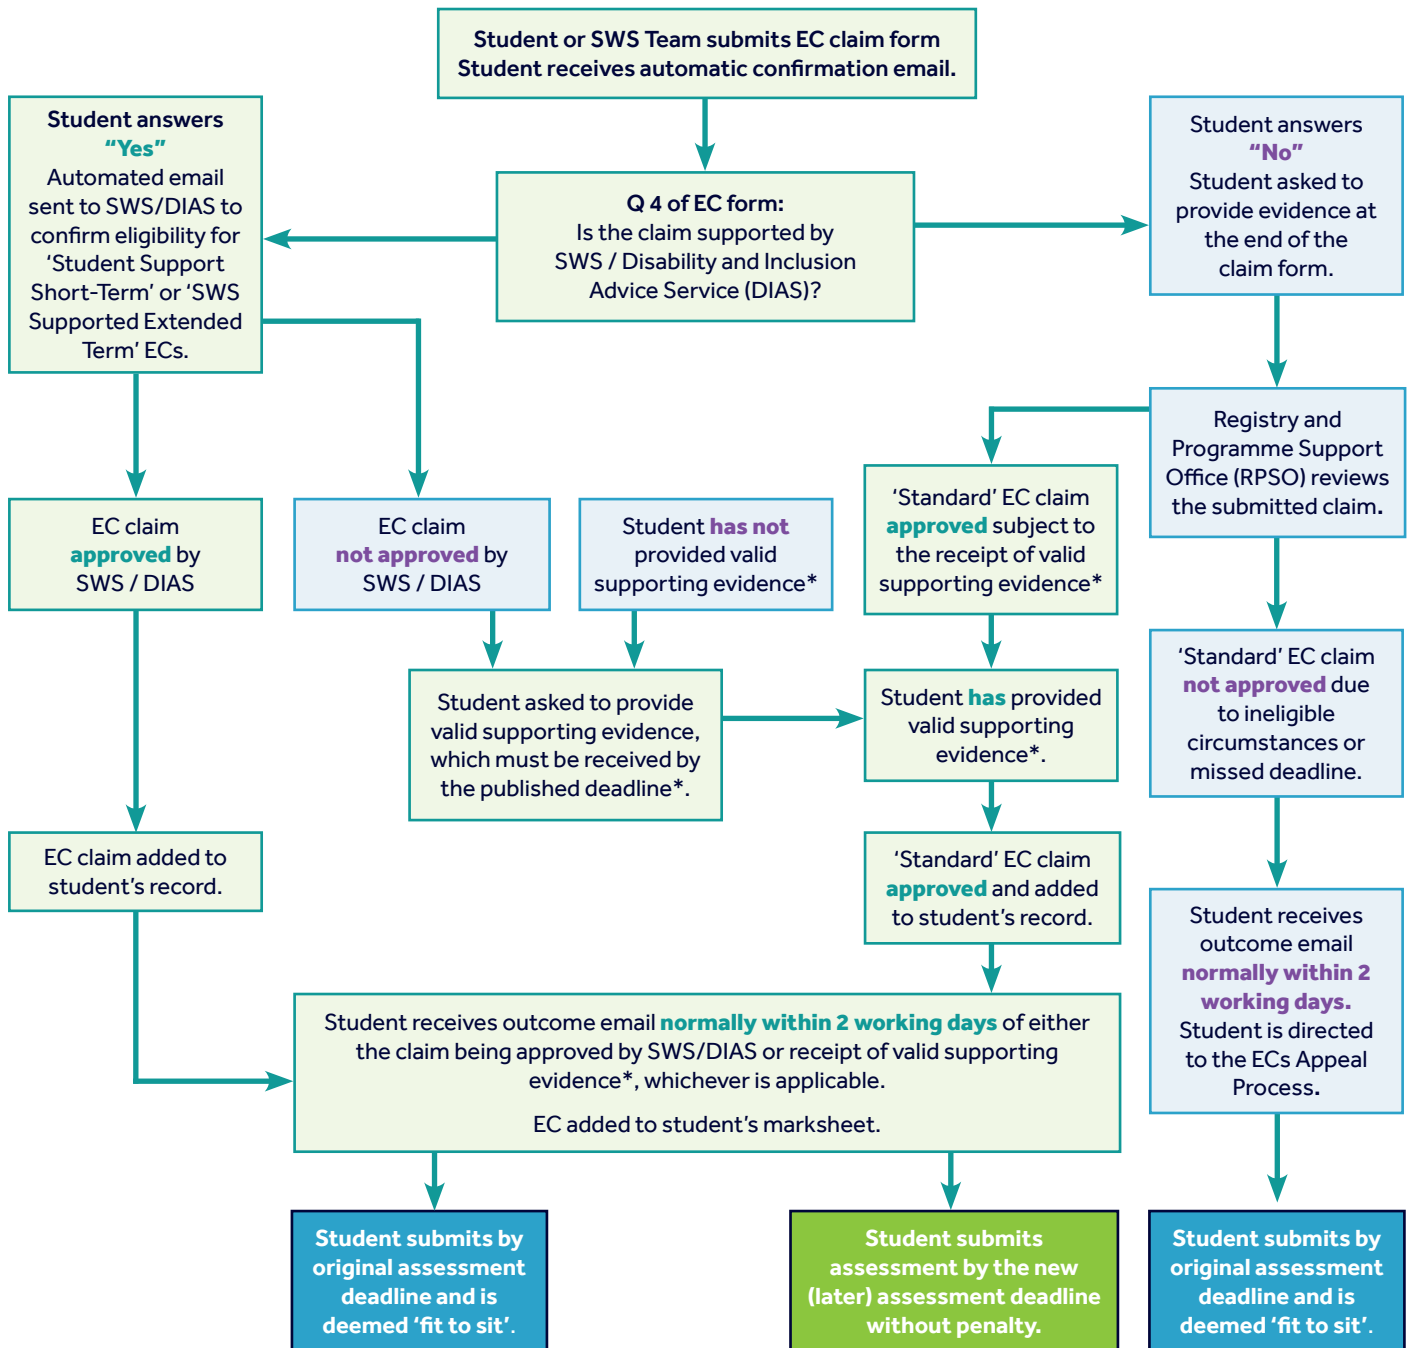 Student or SWS Team submits EC claim form
Student receives automatic confirmation email.
Student answers
“Yes”
Automated email
sent to SWS/DIAS to
confirm eligibility for
‘Student Support
Short-Term’ or ‘SWS
Supported Extended
Term’ ECs.
Q 4 of EC form:
Is the claim supported by
SWS / Disability and Inclusion
Advice Service (DIAS)?
Student answers
“No”
Student asked to
provide evidence at
the end of the
claim form.
Registry and
Programme Support
Office (RPSO) reviews
the submitted claim.
EC claim
approved by
SWS / DIAS
EC claim
not approved by
SWS / DIAS
Student has not
provided valid
supporting evidence*
‘Standard’ EC claim
approved subject to
the receipt of valid
supporting evidence*
‘Standard’ EC claim
not approved due
to ineligible
circumstances or
missed deadline.
Student asked to provide
valid supporting evidence,
which must be received by
the published deadline*.
Student has provided
valid supporting
evidence*.
EC claim added to
student’s record.
‘Standard’ EC claim
approved and added
to student’s record.
Student receives
outcome email
normally within 2
working days.
Student is directed
to the ECs Appeal
Process.
Student receives outcome email normally within 2 working days of either
the claim being approved by SWS/DIAS or receipt of valid supporting
evidence*, whichever is applicable.
EC added to student’s marksheet.
Student submits by
original assessment
deadline and is
deemed ‘fit to sit’.
Student submits
assessment by the new
(later) assessment deadline
without penalty.
Student submits by
original assessment
deadline and is
deemed ‘fit to sit’.